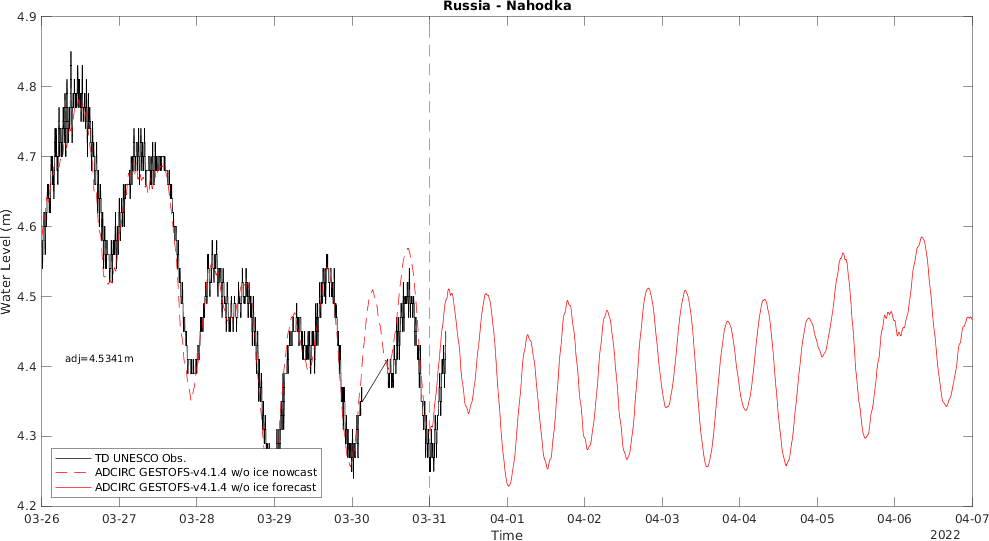 Russia - Nahodka
4.9
4.8
4.7
4.6
4.5
4.4
4.3
4.2
Water Level (m)
adj=4.5341m
TD UNESCO Obs.
ADCIRC GESTOFS-v4.1.4 w/o ice nowcast
ADCIRC GESTOFS-v4.1.4 w/o ice forecast
03-26 03-27 03-28 03-29 03-30 03-31 04-01 04-02 04-03 04-04 04-05 04-06 04-07
Time
2022